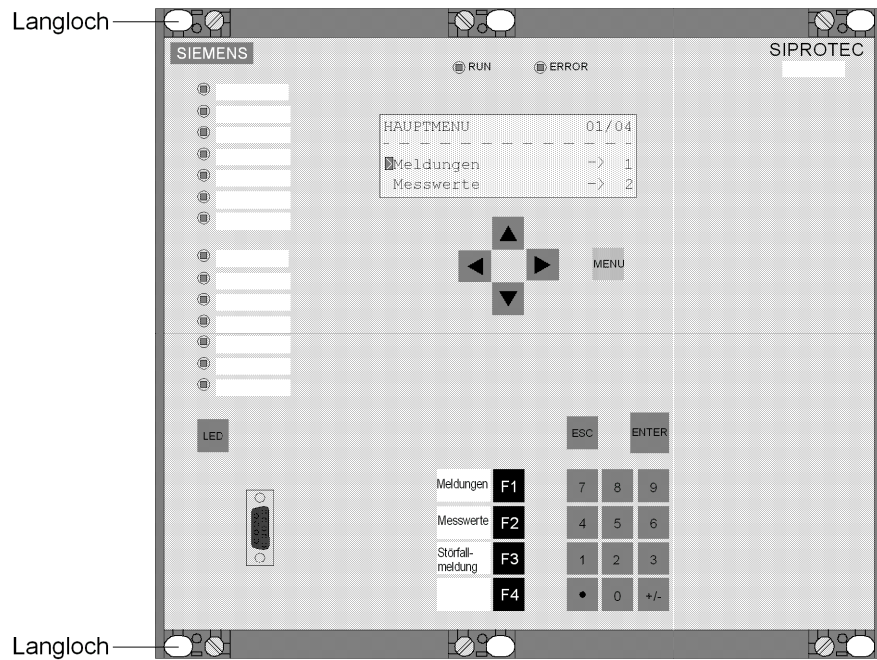 Langloch
SIEMENS
SIPROTEC
RUN
ERROR
HAUPTMENU 01/04
Meldungen -> 1
Messwerte -> 2
MENU
LED
ESC
ENTER
Meldungen F1
7 8 9
Messwerte F2
4 5 6
Störfall-
meldung F3
1 2 3
F4
• 0 +/-
Langloch